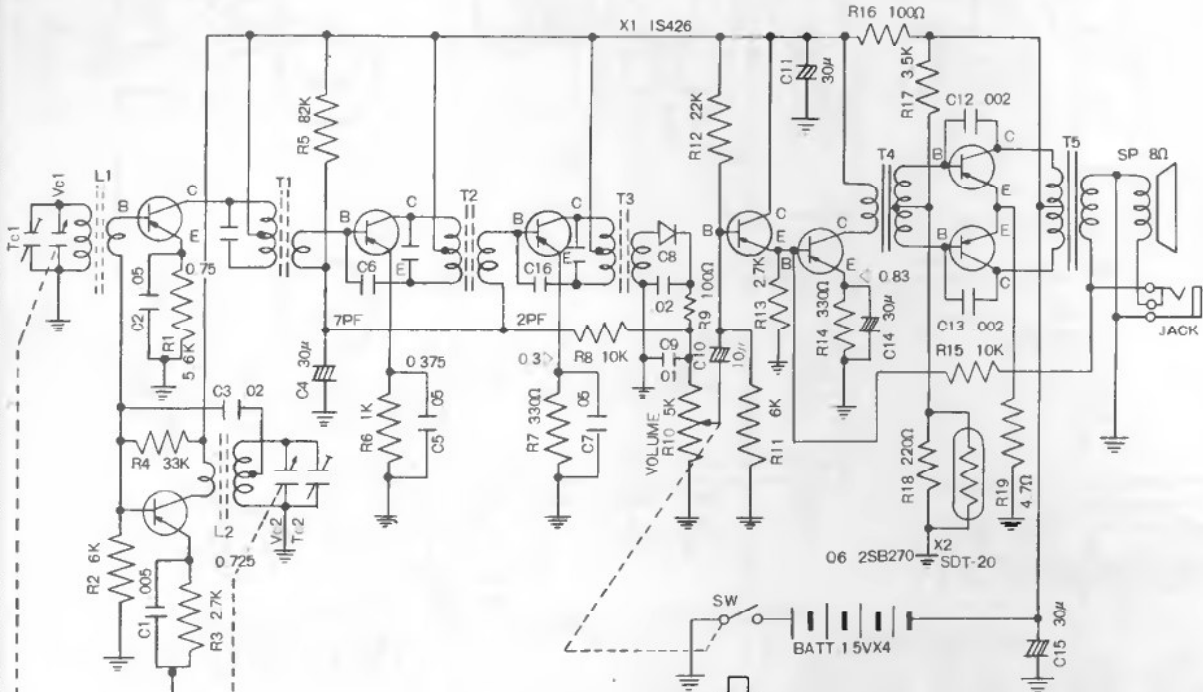 X1 IS426
R16 100Ω
C11
30µ
R17 3.5K
C12 .002
R5 82K
R12 22K
Tc1
Vc1
L1
T1
T2
T3
T4
T5
SP 8Ω
B
C
E
B
C
E
B
C
E
B
C
E
B
C
E
B
C
E
B
E
C
C6
C16
C8
02
0.75
C2 .05
R1
5.6K
7PF
2PF
R9 100Ω
R13 2.7K
R14 330Ω
C14 30µ
0.83
C13 .002
R15 10K
JACK
C4 30µ
R8 10K
C9
01
C10
10µ
0.375
0.3
C3 02
R4 33K
R6 1K
C5
05
R7 330Ω
C7
05
VOLUME
R10 5K
R11 6K
R18 220Ω
R19 4.7Ω
L2
0.725
Vc2
Tc2
R2 6K
C1 .005
R3 2.7K
Q6 2SB270
X2
SDT-20
SW
BATT 1.5VX4
C15 30µ